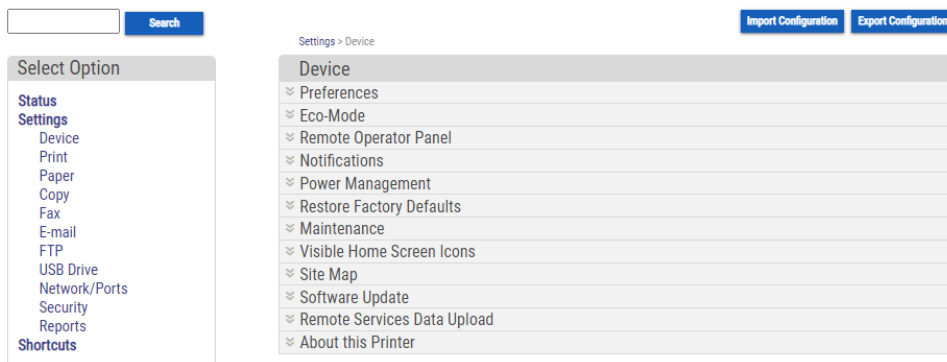 Search
Import Configuration
Export Configuration
Settings > Device
Select Option
Status
Settings
Device
Print
Paper
Copy
Fax
E-mail
FTP
USB Drive
Network/Ports
Security
Reports
Shortcuts
Device
Preferences
Eco-Mode
Remote Operator Panel
Notifications
Power Management
Restore Factory Defaults
Maintenance
Visible Home Screen Icons
Site Map
Software Update
Remote Services Data Upload
About this Printer